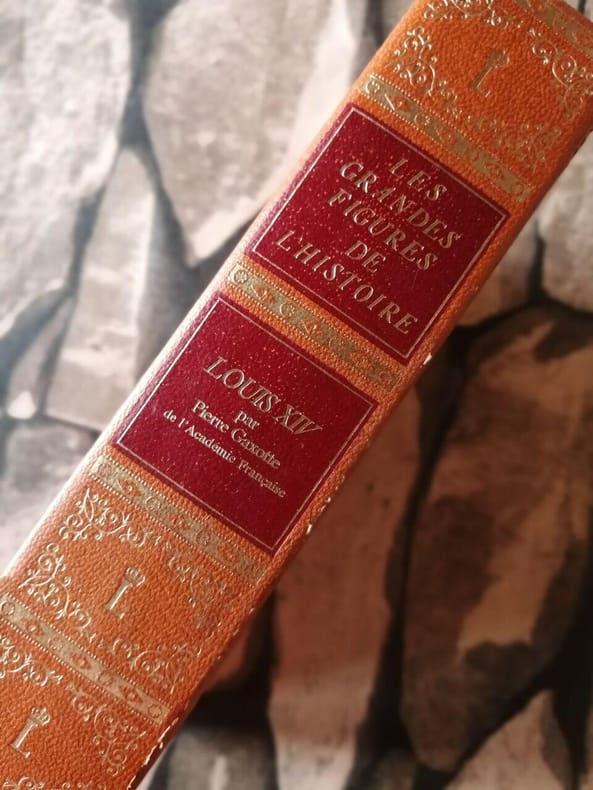 L
LES
GRANDES
FIGURES
DE
L'HISTOIRE
LOUIS XIV
par
Pierre Gaxotte
de l'Académie Française
L
L